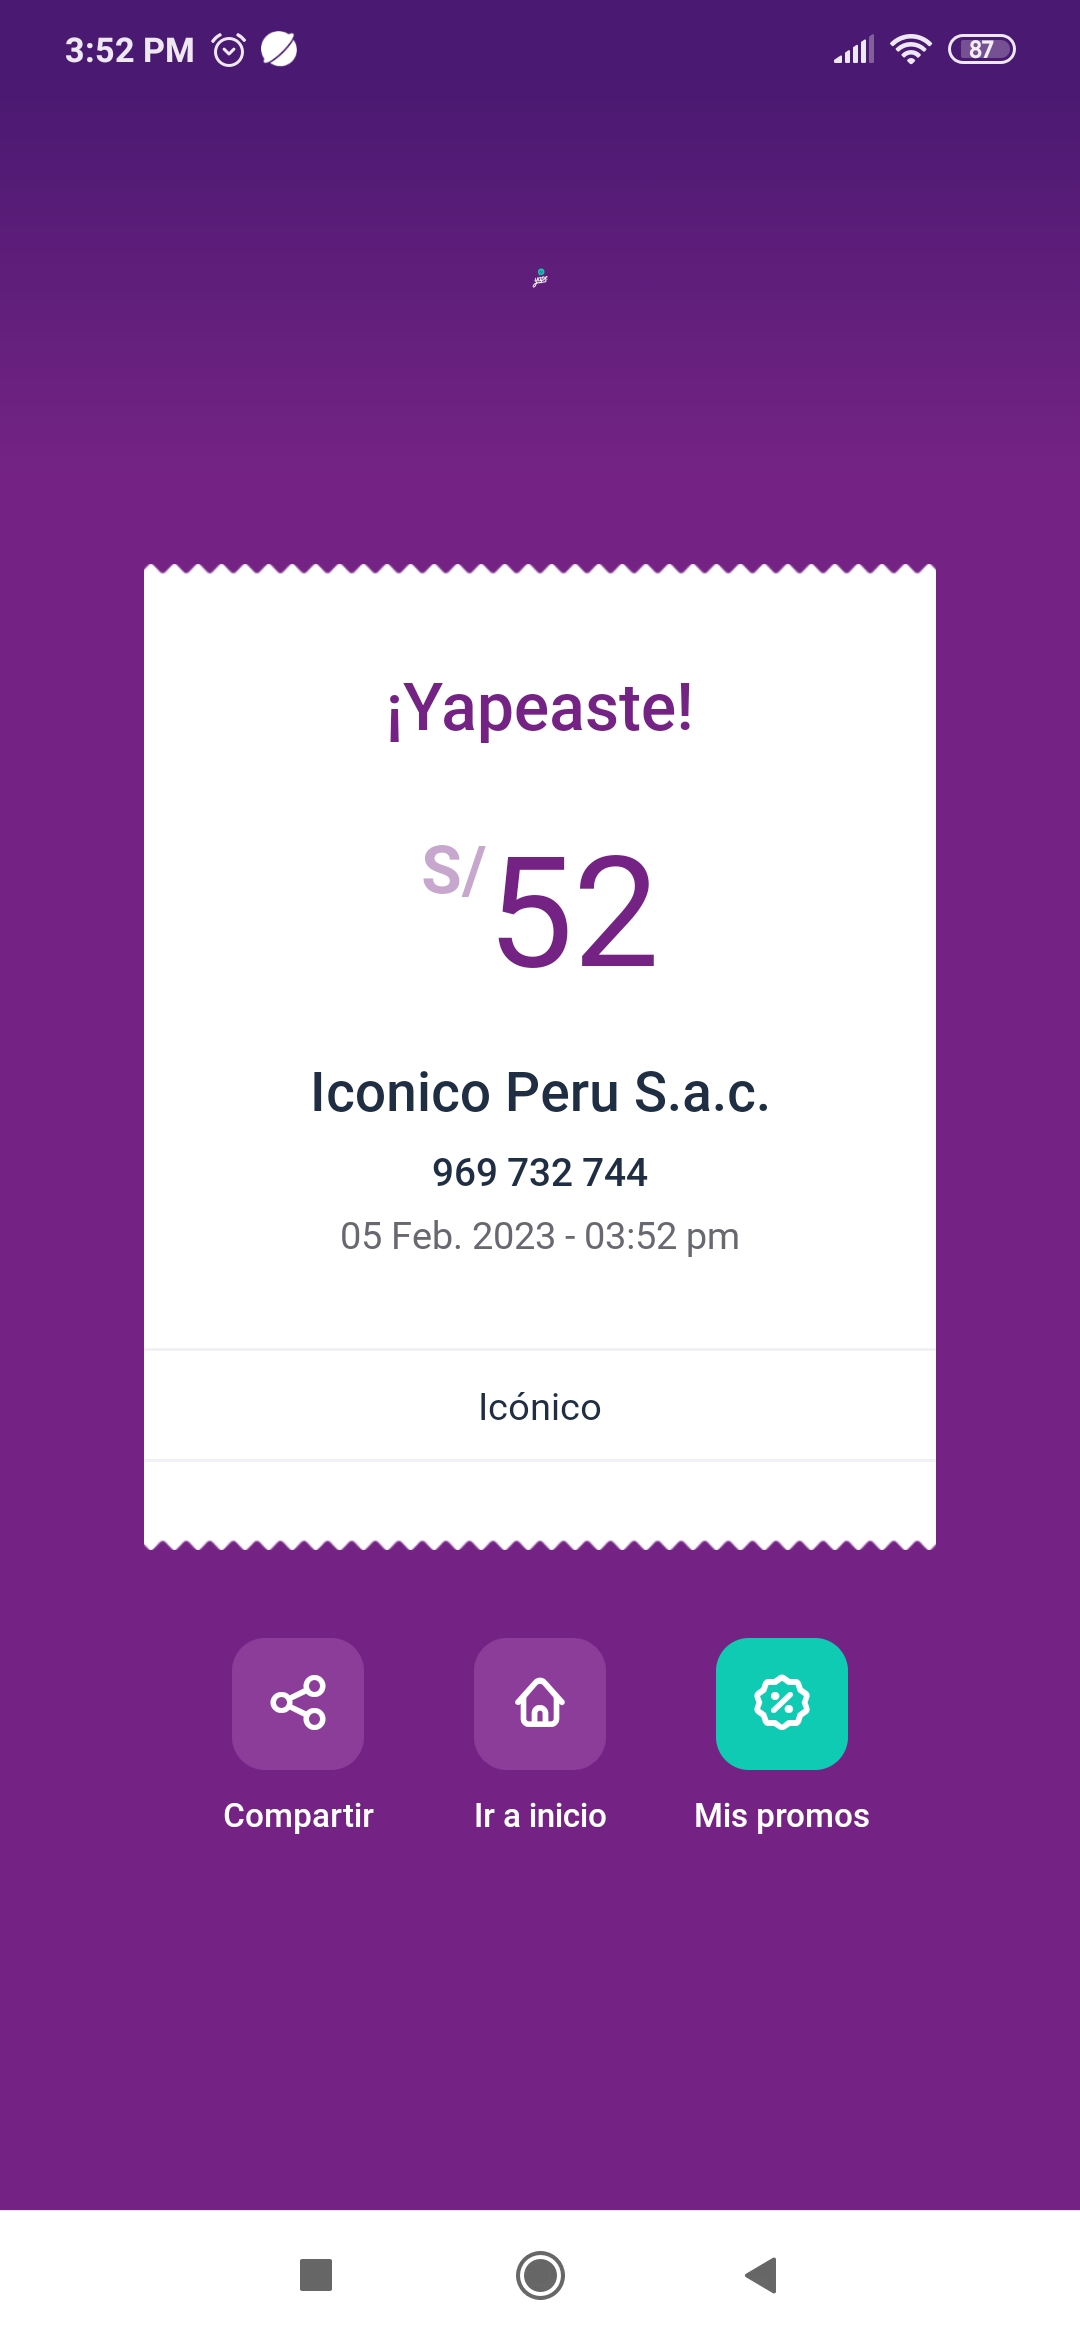 3:52 PM
87
¡Yapeaste!
S/52
Iconico Peru S.a.c.
969 732 744
05 Feb. 2023 - 03:52 pm
Icónico
Compartir
Ir a inicio
Mis promos